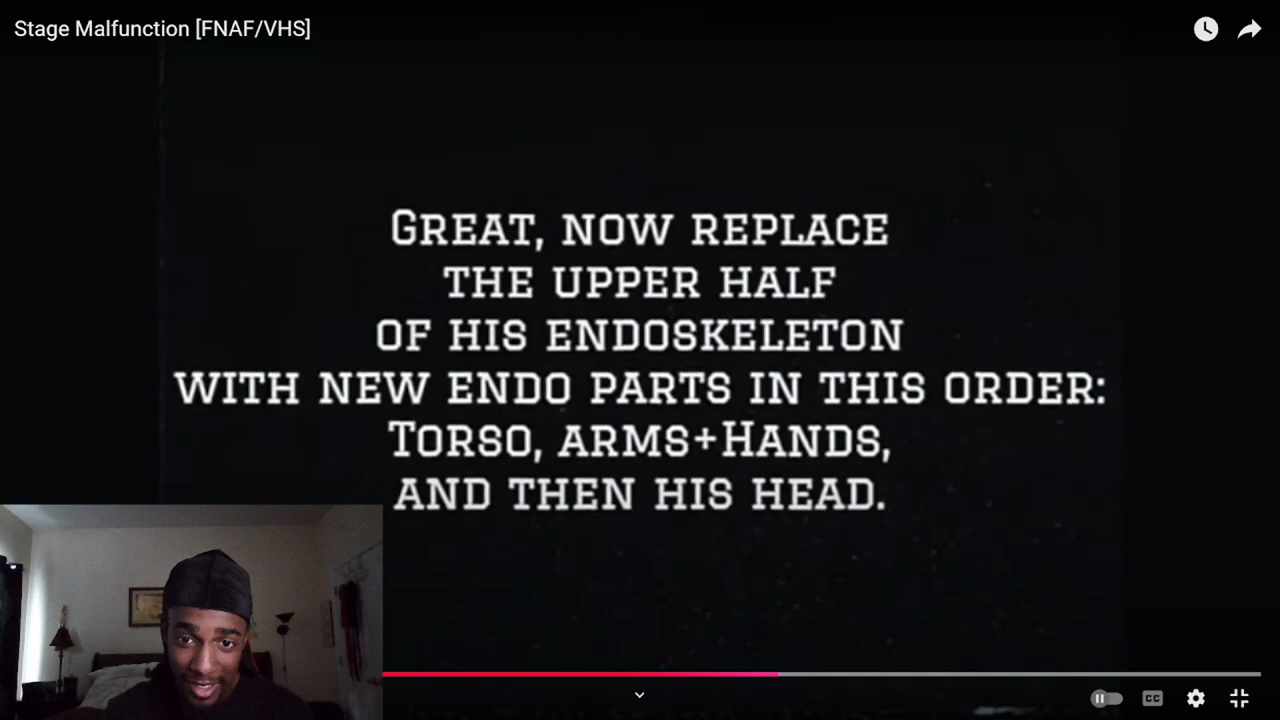 Stage Malfunction [FNAF/VHS]
Great, now replace
the upper half
of his endoskeleton
with new endo parts in this order:
Torso, arms+Hands,
and then his head.
CC